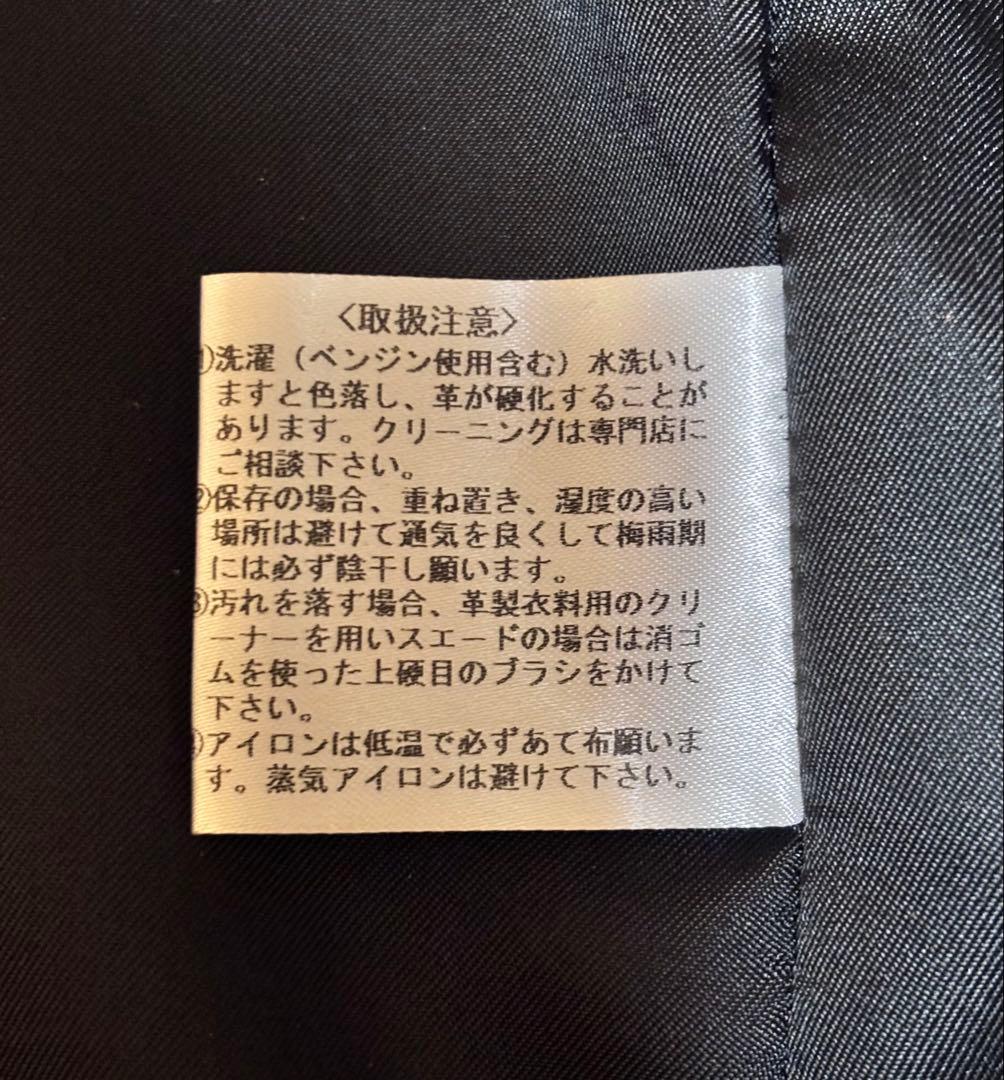 〈取扱注意〉
①洗濯（ベンジン使用含む）水洗いし
ますと色落し、革が硬化することが
あります。クリーニングは専門店に
ご相談下さい。
②保存の場合、重ね置き、湿度の高い
場所は避けて通気を良くして梅雨期
には必ず陰干し願います。
③汚れを落す場合、革製衣料用のクリ
ーナーを用いスエードの場合は消ゴ
ムを使った上硬目のブラシをかけて
下さい。
④アイロンは低温で必ずあて布願いま
す。蒸気アイロンは避けて下さい。